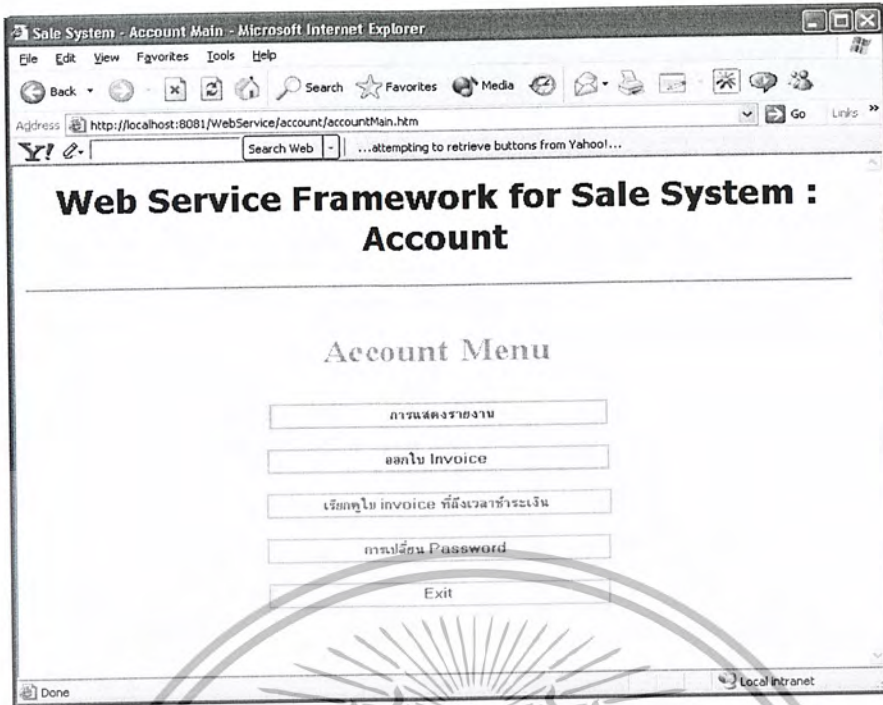 Sale System - Account Main - Microsoft Internet Explorer
File Edit View Favorites Tools Help
Back Search Favorites Media
Address http://localhost:8081/WebService/account/accountMain.htm Go Links »
Y! Search Web ...attempting to retrieve buttons from Yahoo!...
Web Service Framework for Sale System :
Account
Account Menu
การแสดงรายงาน
ออกใบ Invoice
เรียกดูใบ invoice ที่ถึงเวลาชำระเงิน
การเปลี่ยน Password
Exit
Done Local intranet